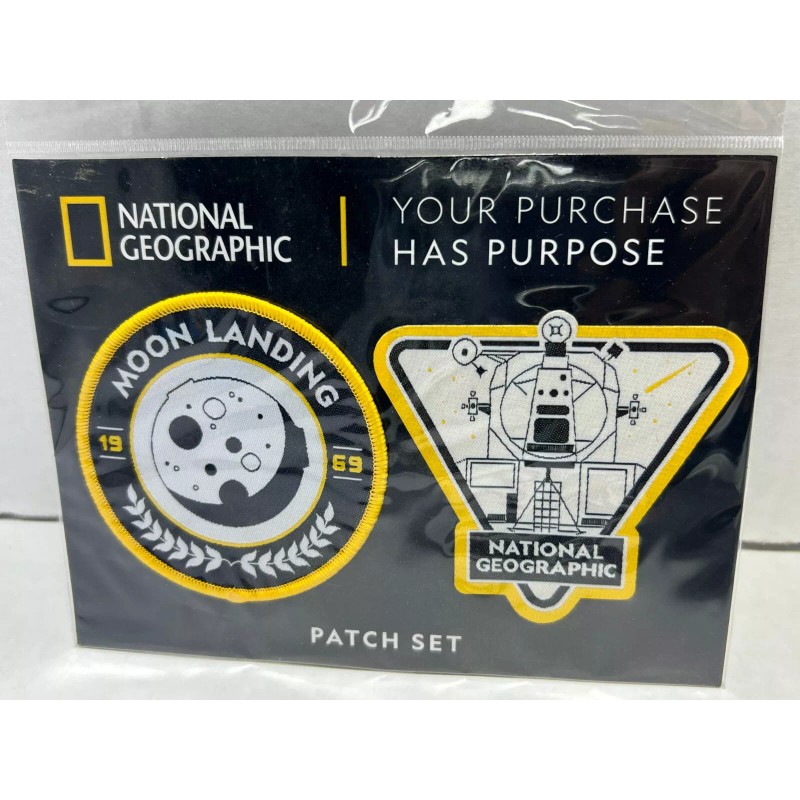 NATIONAL
GEOGRAPHIC
YOUR PURCHASE
HAS PURPOSE
MOON LANDING
19
69
NATIONAL
GEOGRAPHIC
PATCH SET